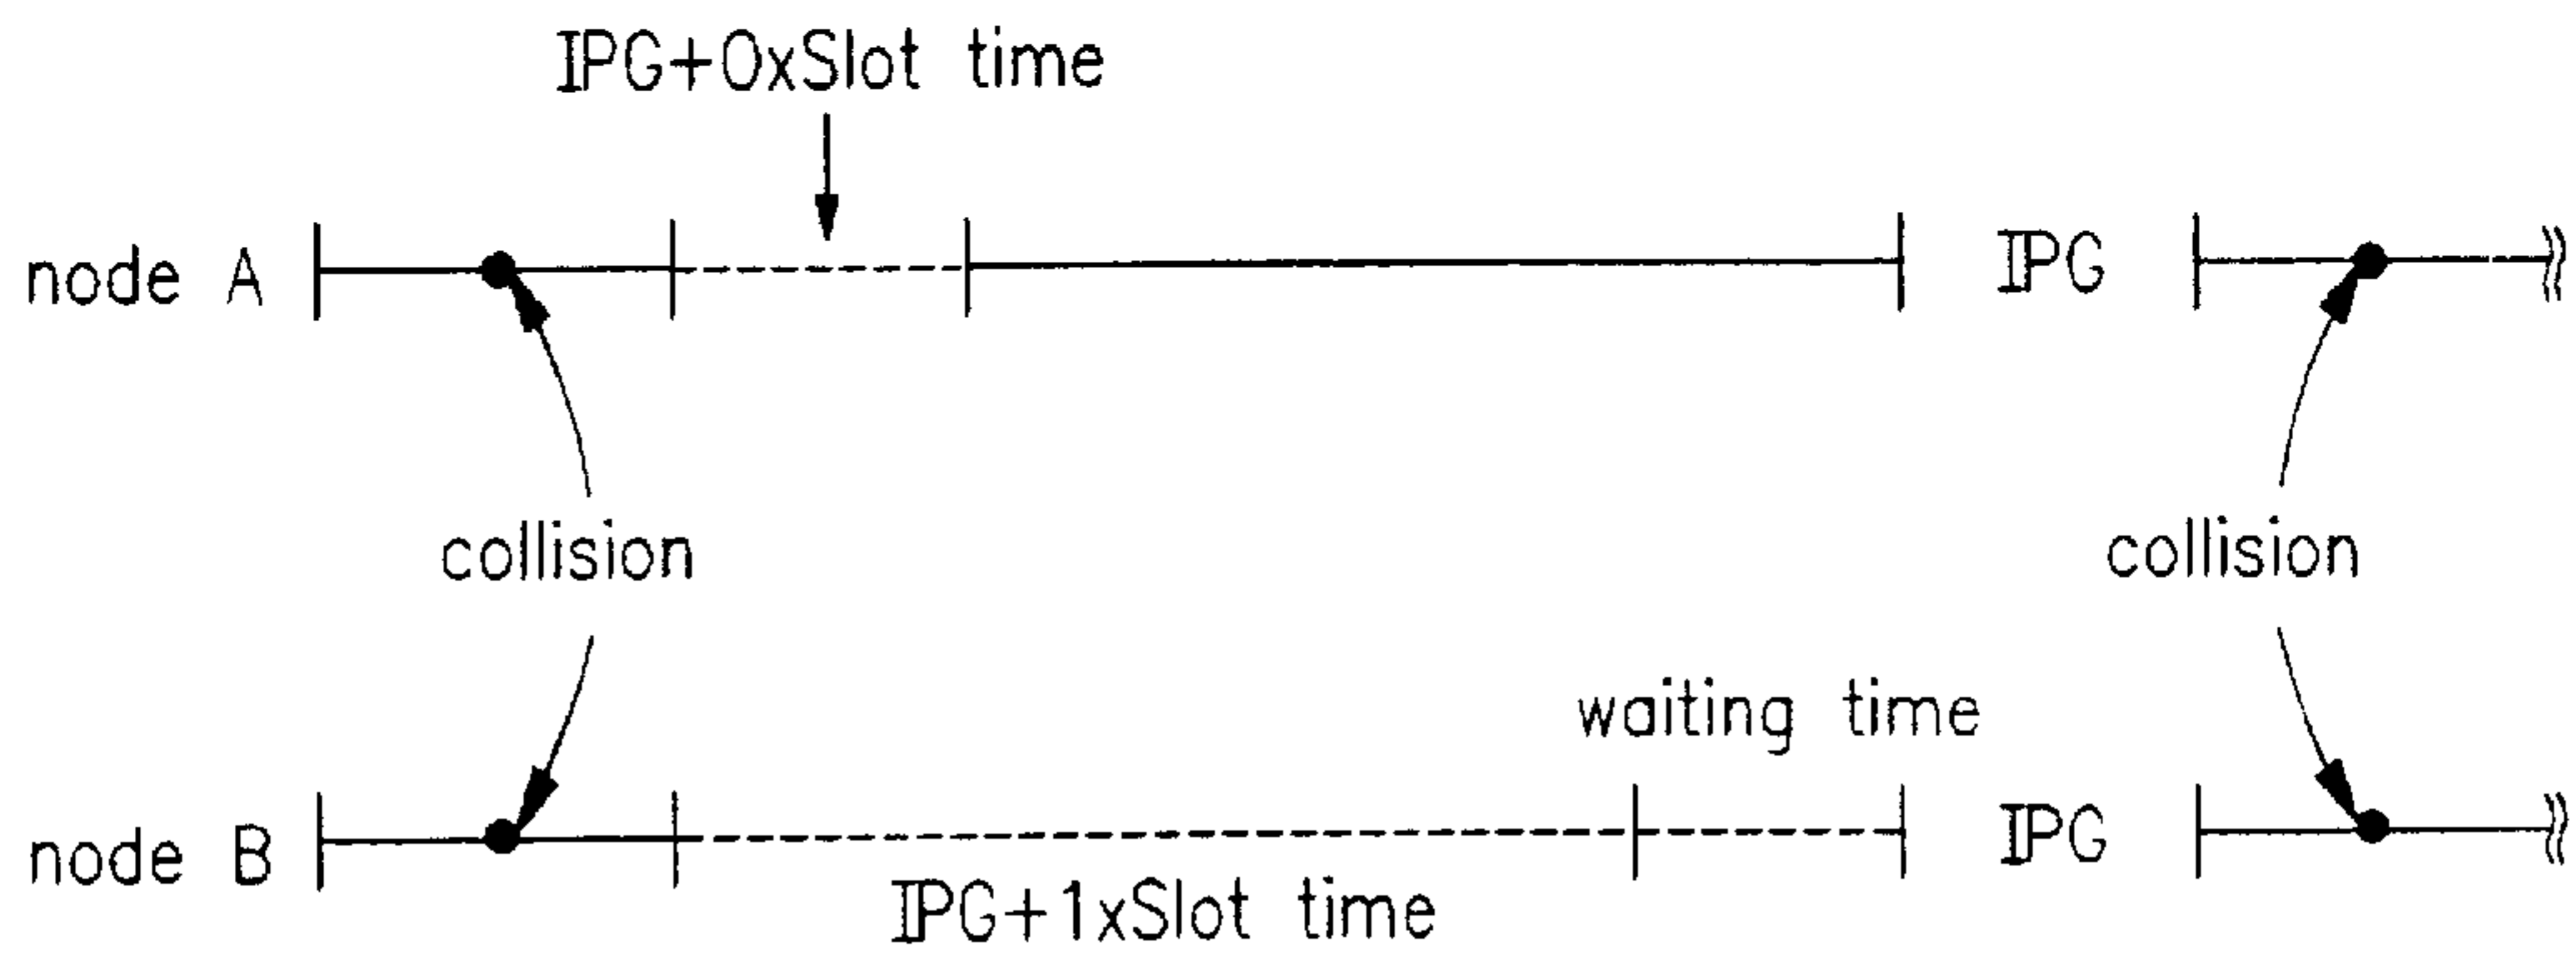 IPG+0xSlot time
node A
IPG
collision
collision
waiting time
node B
IPG
IPG+1xSlot time